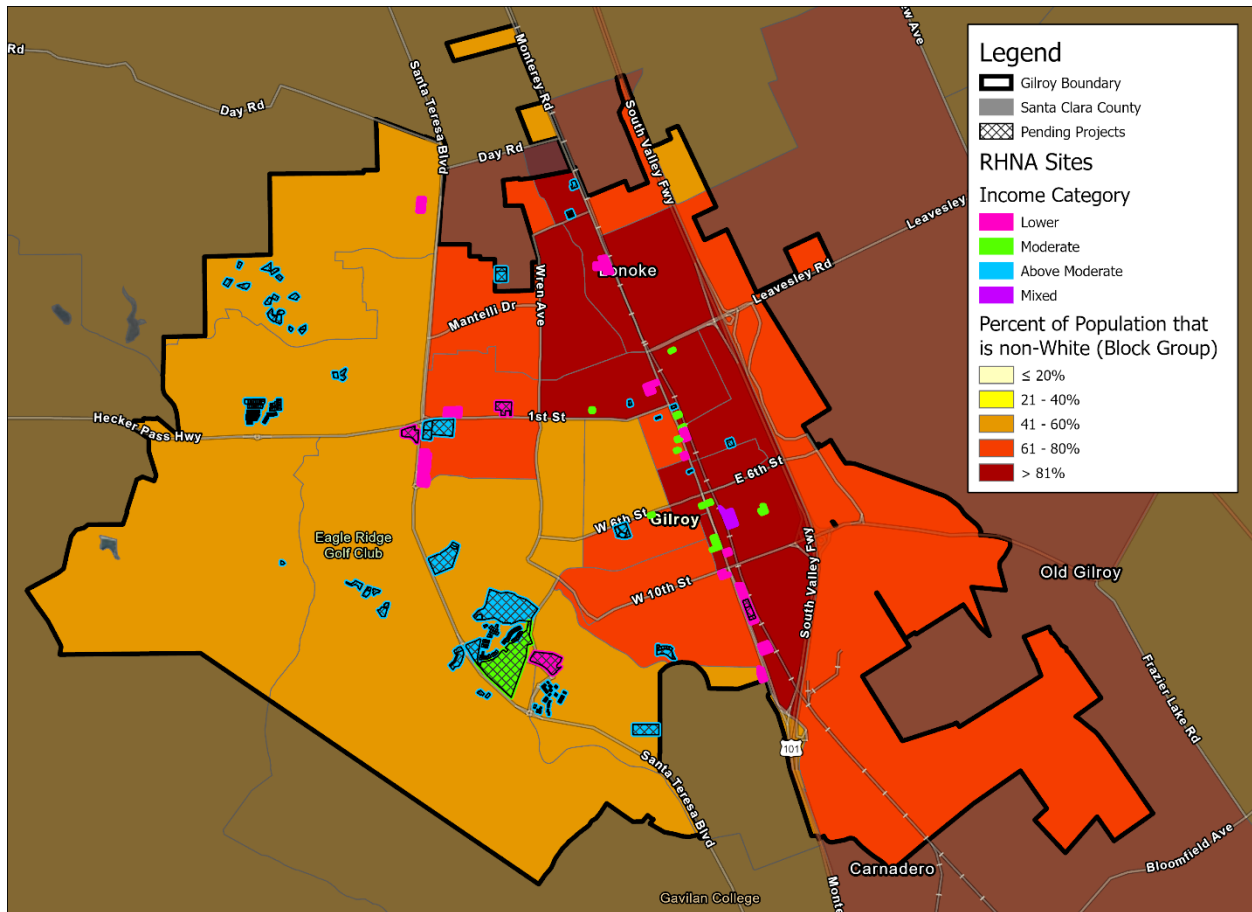 Rd
Day Rd
Santa Teresa Blvd
Monterey Rd
South Valley Fwy
ew Ave
Day Rd
Leavesley
Wren Ave
Lonoke
Leavesley Rd
Mantelli Dr
Hecker Pass Hwy
1st St
E 6th St
W 6th St
Gilroy
Eagle Ridge
Golf Club
W 10th St
South Valley Fwy
Old Gilroy
Frazier Lake Rd
101
Santa Teresa Blvd
Carnadero
Bloomfield Ave
Gavilan College
Monte
Legend
Gilroy Boundary
Santa Clara County
Pending Projects
RHNA Sites
Income Category
Lower
Moderate
Above Moderate
Mixed
Percent of Population that
is non-White (Block Group)
≤ 20%
21 - 40%
41 - 60%
61 - 80%
> 81%